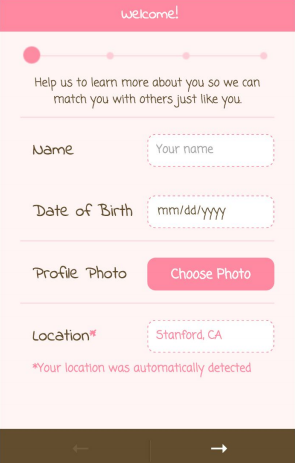 Welcome!
Help us to learn more about you so we can
match you with others just like you.
Name
Your name
Date of Birth
mm/dd/yyyy
Profile Photo
Choose Photo
Location*
Stanford, CA
*Your location was automatically detected
← →